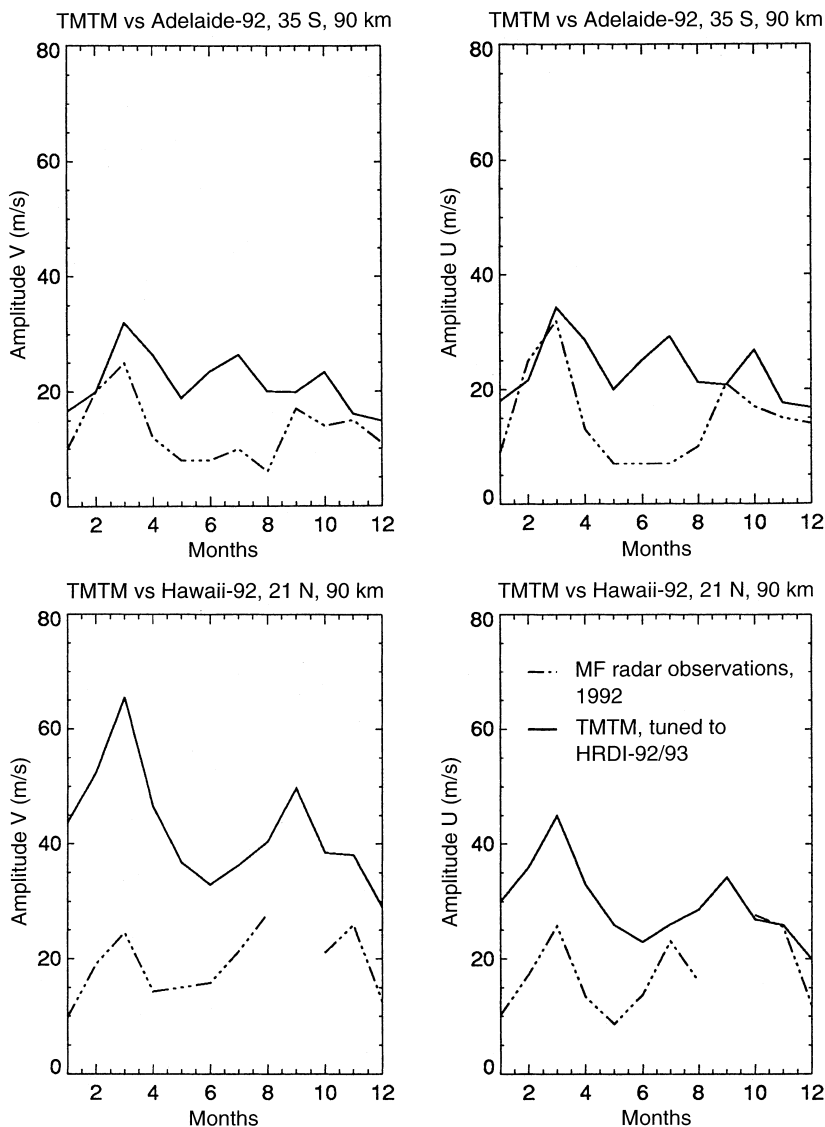 TMTM vs Adelaide-92, 35 S, 90 km
80
60
40
20
0
Amplitude V (m/s)
2 4 6 8 10 12
Months
TMTM vs Adelaide-92, 35 S, 90 km
80
60
40
20
0
Amplitude U (m/s)
2 4 6 8 10 12
Months
TMTM vs Hawaii-92, 21 N, 90 km
80
60
40
20
0
Amplitude V (m/s)
2 4 6 8 10 12
Months
TMTM vs Hawaii-92, 21 N, 90 km
80
60
40
20
0
Amplitude U (m/s)
MF radar observations,
1992
TMTM, tuned to
HRDI-92/93
2 4 6 8 10 12
Months